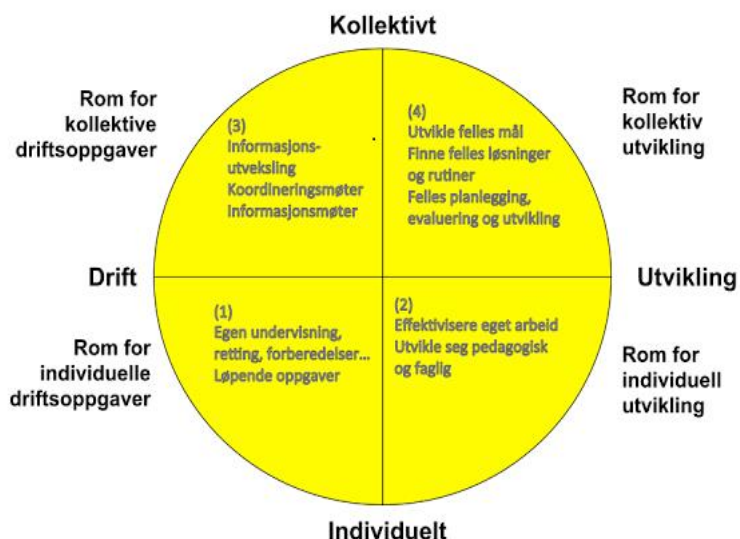 Kollektivt
Rom for
kollektive
driftsoppgaver
(3)
Informasjons-
utveksling
Koordineringsmøter
Informasjonsmøter
(4)
Utvikle felles mål
Finne felles løsninger
og rutiner
Felles planlegging,
evaluering og utvikling
Rom for
kollektiv
utvikling
Drift
Utvikling
Rom for
individuelle
driftsoppgaver
(1)
Egen undervisning,
retting, forberedelser...
Løpende oppgaver
(2)
Effektivisere eget arbeid
Utvikle seg pedagogisk
og faglig
Rom for
individuell
utvikling
Individuelt